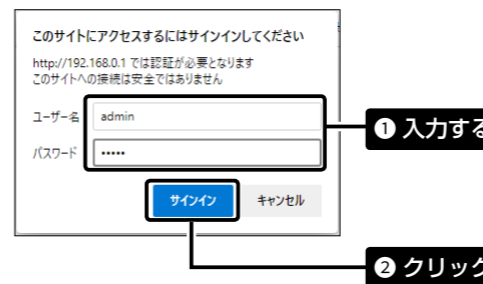 このサイトにアクセスするにはサインインしてください
http://192.168.0.1 では認証が必要となります
このサイトへの接続は安全ではありません
ユーザー名 admin
パスワード •••••
❶ 入力する
サインイン キャンセル
❷ クリック